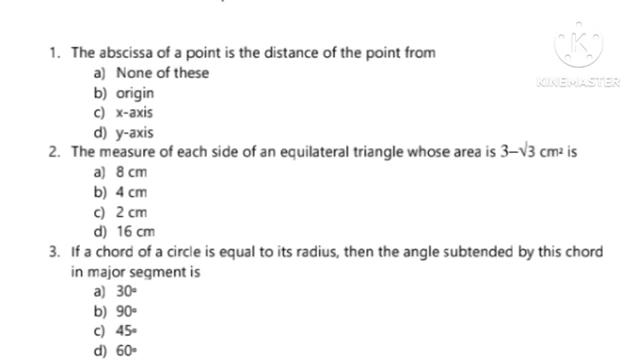 1. The abscissa of a point is the distance of the point from
a) None of these
b) origin
c) x-axis
d) y-axis
2. The measure of each side of an equilateral triangle whose area is 3–√3 cm² is
a) 8 cm
b) 4 cm
c) 2 cm
d) 16 cm
3. If a chord of a circle is equal to its radius, then the angle subtended by this chord
in major segment is
a) 30°
b) 90°
c) 45°
d) 60°
K
KINEMASTER